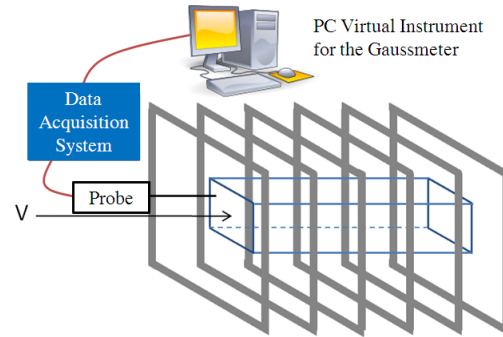 PC Virtual Instrument
for the Gaussmeter
Data
Acquisition
System
Probe
V